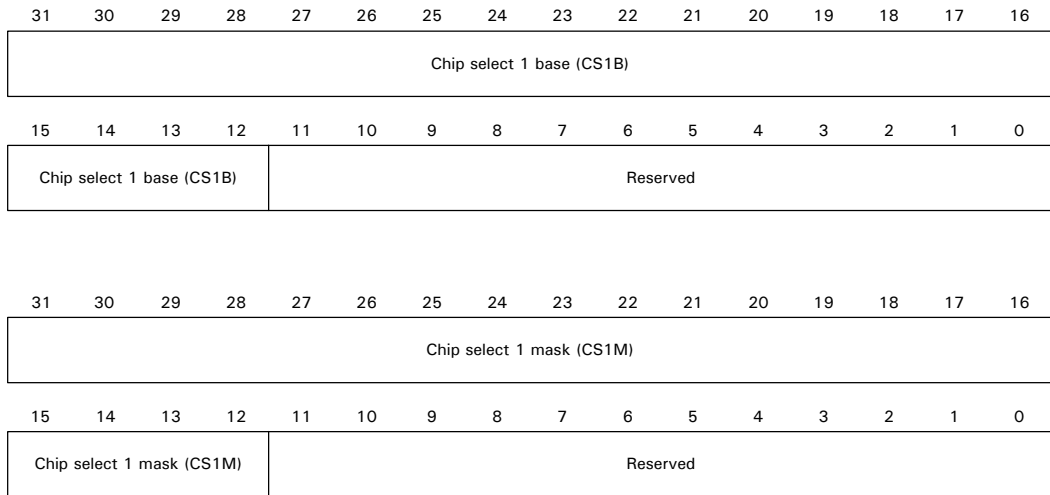 31 30 29 28 27 26 25 24 23 22 21 20 19 18 17 16
Chip select 1 base (CS1B)
15 14 13 12 11 10 9 8 7 6 5 4 3 2 1 0
Chip select 1 base (CS1B) Reserved
31 30 29 28 27 26 25 24 23 22 21 20 19 18 17 16
Chip select 1 mask (CS1M)
15 14 13 12 11 10 9 8 7 6 5 4 3 2 1 0
Chip select 1 mask (CS1M) Reserved